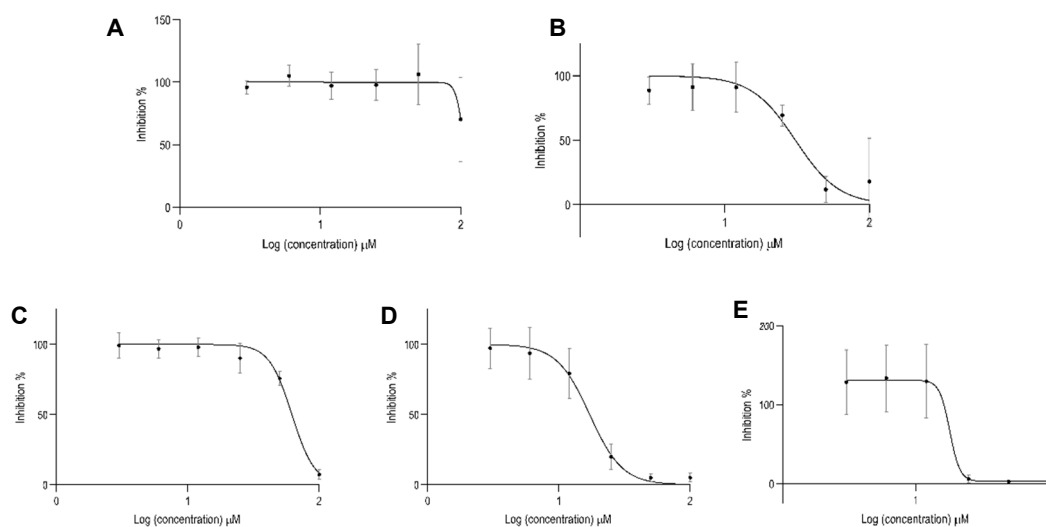 A
150
100
50
0
Inhibition %
0
1
2
Log (concentration) μM
B
100
50
0
Inhibition %
1
2
Log (concentration) μM
C
100
50
0
Inhibition %
0
1
2
Log (concentration) μM
D
100
50
0
Inhibition %
0
1
2
Log (concentration) μM
E
200
100
0
Inhibition %
1
Log (concentration) μM